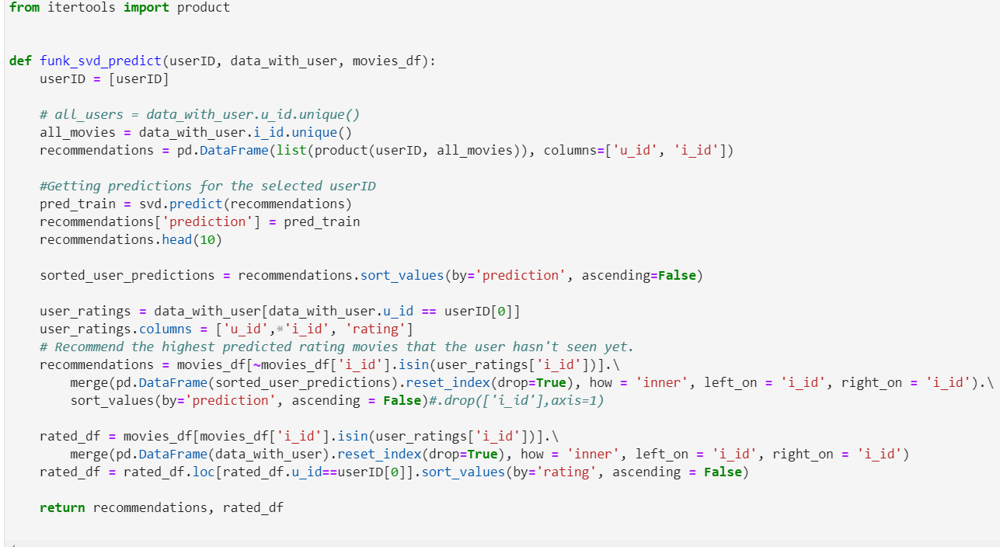 from itertools import product
def funk_svd_predict(userID, data_with_user, movies_df):
    userID = [userID]
    # all_users = data_with_user.u_id.unique()
    all_movies = data_with_user.i_id.unique()
    recommendations = pd.DataFrame(list(product(userID, all_movies)), columns=['u_id', 'i_id'])
    #Getting predictions for the selected userID
    pred_train = svd.predict(recommendations)
    recommendations['prediction'] = pred_train
    recommendations.head(10)
    sorted_user_predictions = recommendations.sort_values(by='prediction', ascending=False)
    user_ratings = data_with_user[data_with_user.u_id == userID[0]]
    user_ratings.columns = ['u_id', 'i_id', 'rating']
    # Recommend the highest predicted rating movies that the user hasn't seen yet.
    recommendations = movies_df[~movies_df['i_id'].isin(user_ratings['i_id'])].\
        merge(pd.DataFrame(sorted_user_predictions).reset_index(drop=True), how = 'inner', left_on = 'i_id', right_on = 'i_id').\
        sort_values(by='prediction', ascending = False)#.drop(['i_id'],axis=1)
    rated_df = movies_df[movies_df['i_id'].isin(user_ratings['i_id'])].\
        merge(pd.DataFrame(data_with_user).reset_index(drop=True), how = 'inner', left_on = 'i_id', right_on = 'i_id')
    rated_df = rated_df.loc[rated_df.u_id==userID[0]].sort_values(by='rating', ascending = False)
    return recommendations, rated_df